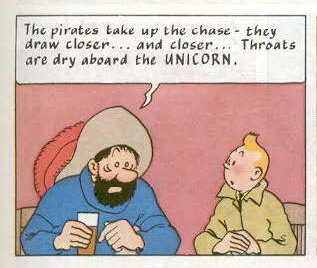 The pirates take up the chase - they
draw closer... and closer... Throats
are dry aboard the UNICORN.